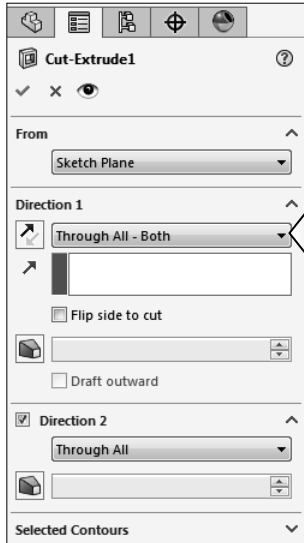 Cut-Extrude1
From
Sketch Plane
Direction 1
Through All - Both
Flip side to cut
Draft outward
Direction 2
Through All
Selected Contours